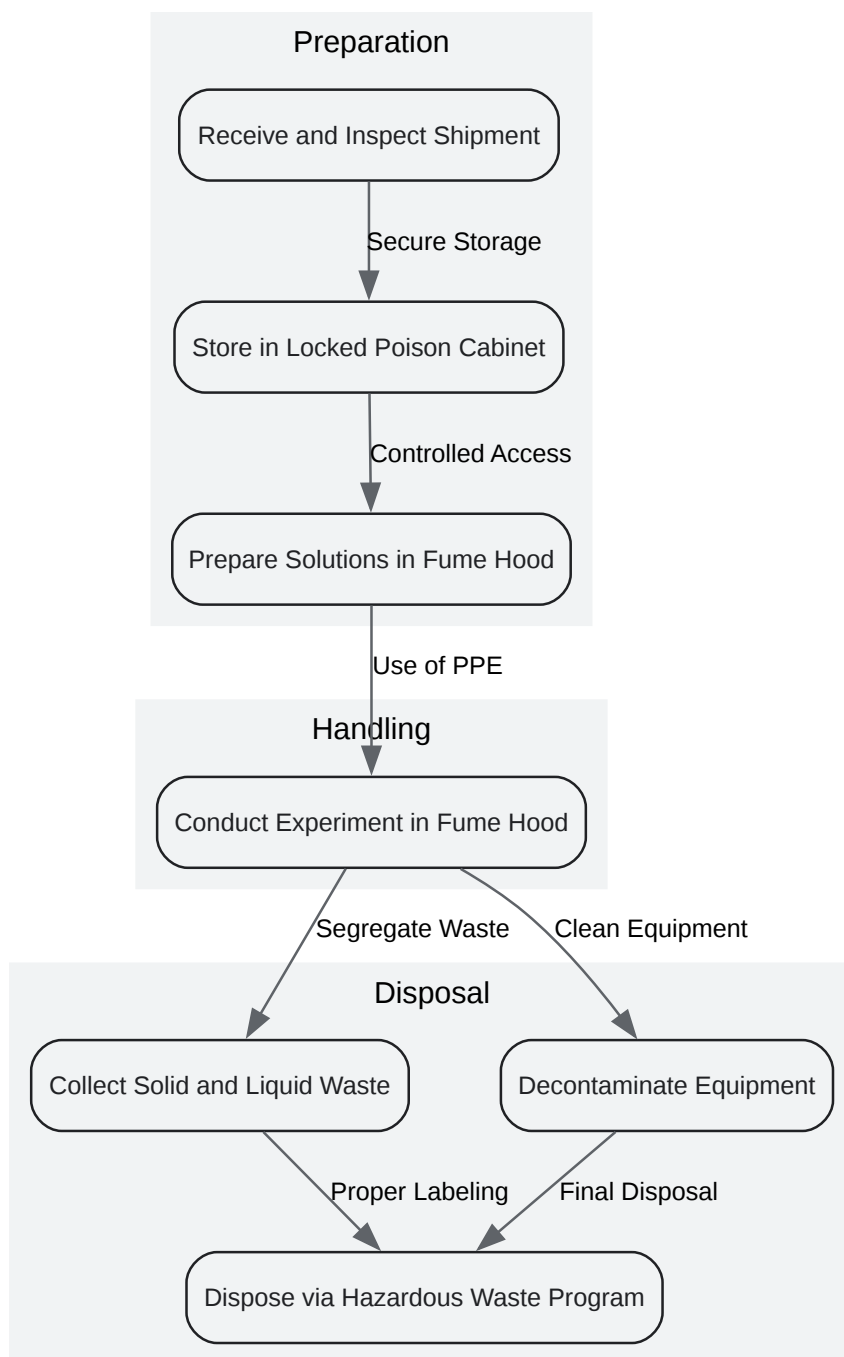 Preparation
Receive and Inspect Shipment
Secure Storage
Store in Locked Poison Cabinet
Controlled Access
Prepare Solutions in Fume Hood
Use of PPE
Handling
Conduct Experiment in Fume Hood
Segregate Waste
Clean Equipment
Disposal
Collect Solid and Liquid Waste
Decontaminate Equipment
Proper Labeling
Final Disposal
Dispose via Hazardous Waste Program